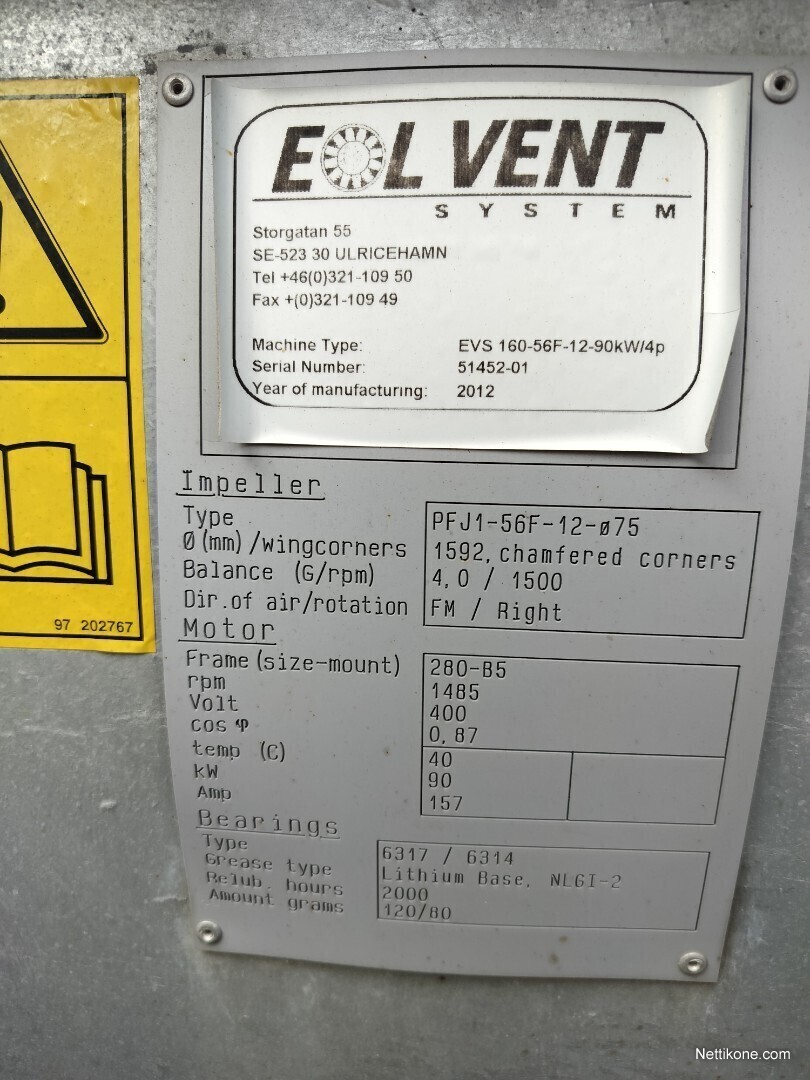 EOL VENT
SYSTEM
Storgatan 55
SE-523 30 ULRICEHAMN
Tel +46(0)321-109 50
Fax +(0)321-109 49
Machine Type: EVS 160-56F-12-90kW/4p
Serial Number: 51452-01
Year of manufacturing: 2012
97 202767
Impeller
Type PFJ1-56F-12-ø75
Ø (mm) /wingcorners 1592, chamfered corners
Balance (G/rpm) 4,0 / 1500
Dir.of air/rotation FM / Right
Motor
Frame (size-mount) 280-B5
rpm 1485
Volt 400
cos φ 0,87
temp (C) 40
kW 90
Amp 157
Bearings
Type 6317 / 6314
Grease type Lithium Base, NLGI-2
Relub. hours 2000
Amount grams 120/80
Nettikone.com